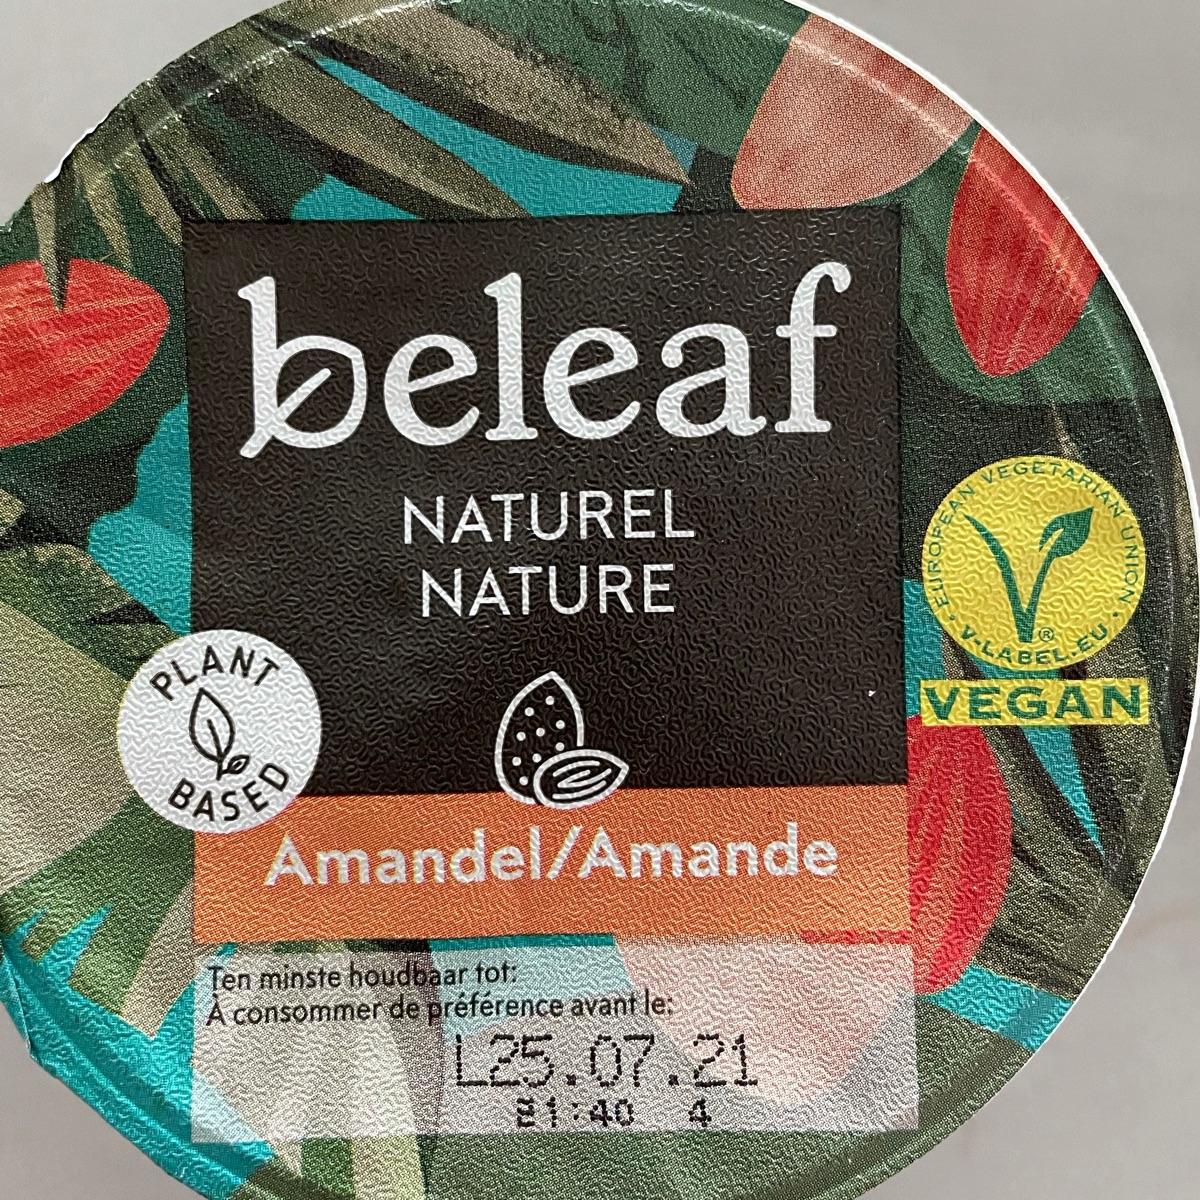 beleaf
NATUREL
NATURE
PLANT
BASED
EUROPEAN VEGETARIAN UNION
V-LABEL.EU
®
VEGAN
Amandel/Amande
Ten minste houdbaar tot:
À consommer de préférence avant le:
L25.07.21
21:40 4